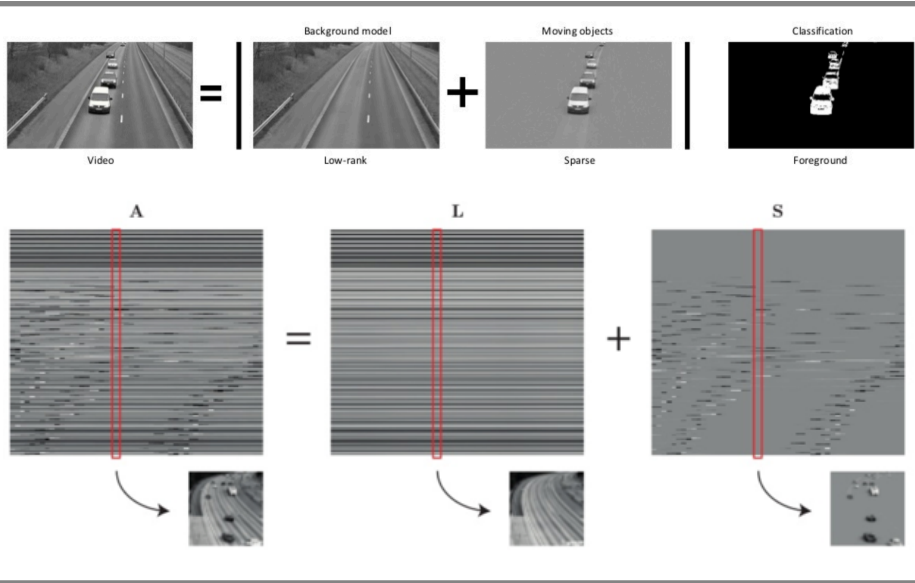 Background model
Moving objects
Classification
=
+
Video
Low-rank
Sparse
Foreground
A
L
S
=
+